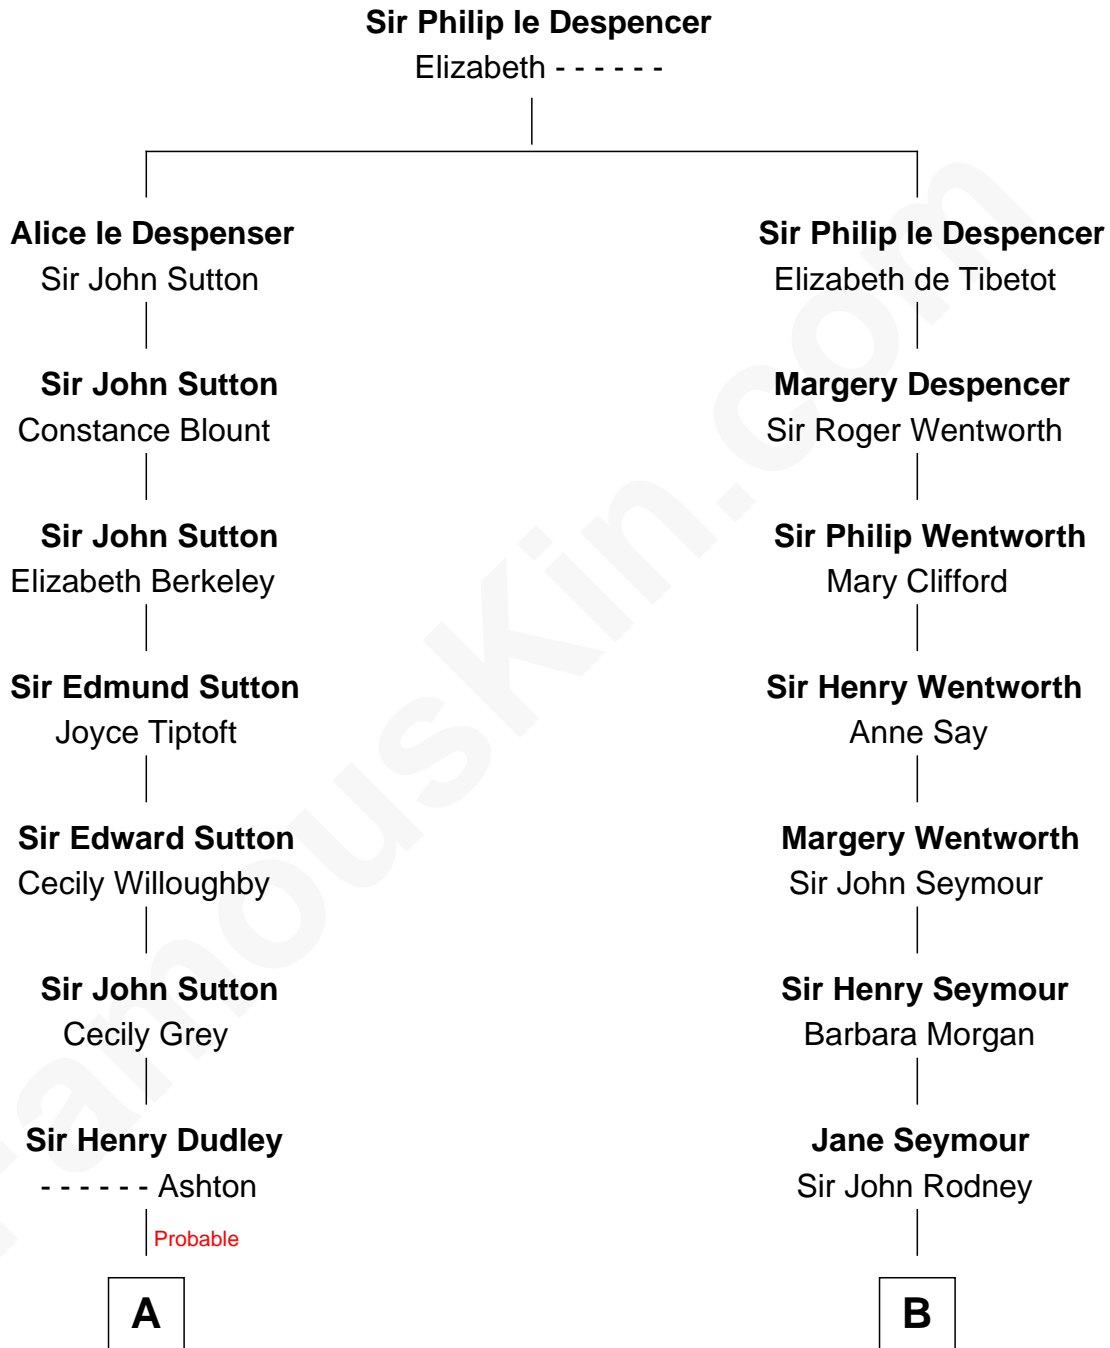 Sir Philip le Despencer
Elizabeth - - - - - -
Alice le Despenser
Sir John Sutton
Sir John Sutton
Constance Blount
Sir John Sutton
Elizabeth Berkeley
Sir Edmund Sutton
Joyce Tiptoft
Sir Edward Sutton
Cecily Willoughby
Sir John Sutton
Cecily Grey
Sir Henry Dudley
- - - - - - Ashton
Probable
A
Sir Philip le Despencer
Elizabeth de Tibetot
Margery Despencer
Sir Roger Wentworth
Sir Philip Wentworth
Mary Clifford
Sir Henry Wentworth
Anne Say
Margery Wentworth
Sir John Seymour
Sir Henry Seymour
Barbara Morgan
Jane Seymour
Sir John Rodney
B
FamousKin.com